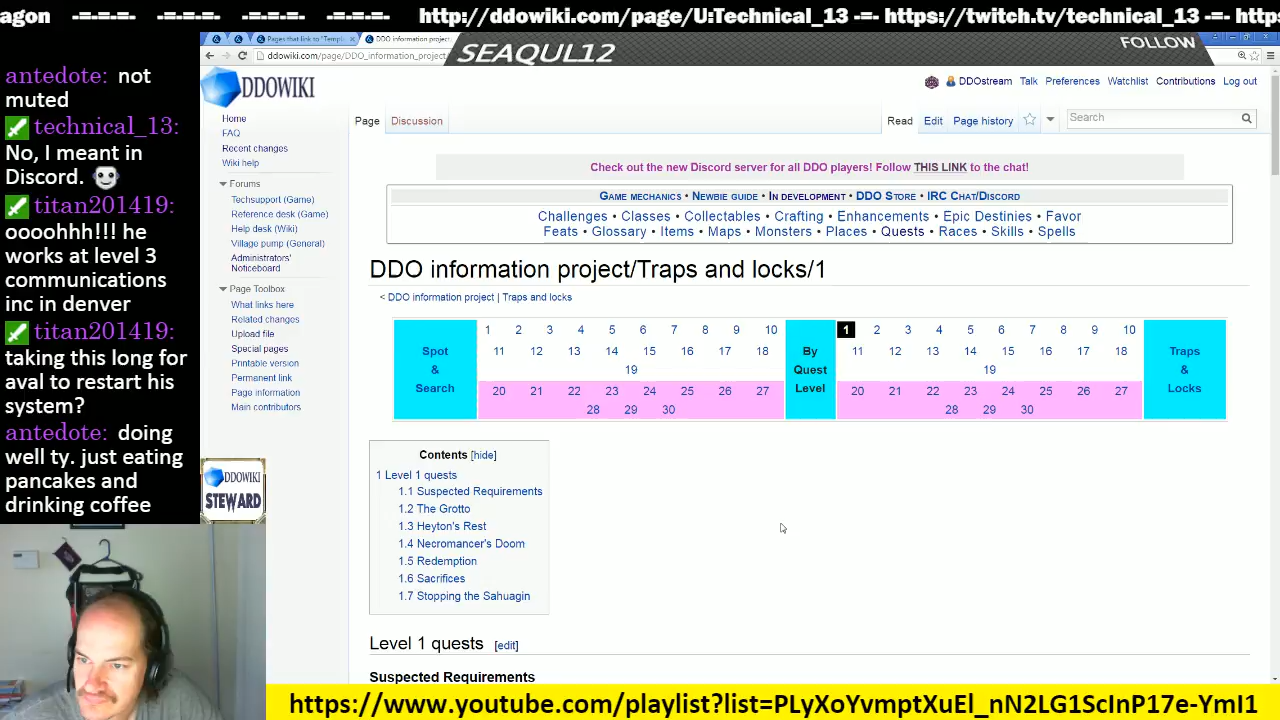 agon -=-=-=- -=-=-=- -=-=-=- http://ddowiki.com/page/U:Technical_13 -=- https://twitch.tv/technical_13 -=- https
SEAQUL12
FOLLOW
antedote: not
muted
technical_13:
No, I meant in
Discord.
titan201419:
oooohhh!!! he
works at level 3
communications
inc in denver
titan201419:
taking this long for
aval to restart his
system?
antedote: doing
well ty. just eating
pancakes and
drinking coffee
Pages that link to "Templ
DDO information projec
ddowiki.com/page/DDO_information_project
DDOWIKI
DDOstream Talk Preferences Watchlist Contributions Log out
Page Discussion Read Edit Page history Search
Home
FAQ
Recent changes
Wiki help
Forums
Techsupport (Game)
Reference desk (Game)
Help desk (Wiki)
Village pump (General)
Administrators'
Noticeboard
Page Toolbox
What links here
Related changes
Upload file
Special pages
Printable version
Permanent link
Page information
Main contributors
DDOWIKI
STEWARD
Check out the new Discord server for all DDO players! Follow THIS LINK to the chat!
Game mechanics • Newbie guide • In development • DDO Store • IRC Chat/Discord
Challenges • Classes • Collectables • Crafting • Enhancements • Epic Destinies • Favor
Feats • Glossary • Items • Maps • Monsters • Places • Quests • Races • Skills • Spells
DDO information project/Traps and locks/1
< DDO information project | Traps and locks
Spot
&
Search
1 2 3 4 5 6 7 8 9 10
11 12 13 14 15 16 17 18
19
20 21 22 23 24 25 26 27
28 29 30
By
Quest
Level
1 2 3 4 5 6 7 8 9 10
11 12 13 14 15 16 17 18
19
20 21 22 23 24 25 26 27
28 29 30
Traps
&
Locks
Contents [hide]
1 Level 1 quests
1.1 Suspected Requirements
1.2 The Grotto
1.3 Heyton's Rest
1.4 Necromancer's Doom
1.5 Redemption
1.6 Sacrifices
1.7 Stopping the Sahuagin
Level 1 quests [edit]
Suspected Requirements
https://www.youtube.com/playlist?list=PLyXoYvmptXuEl_nN2LG1ScInP17e-YmI1